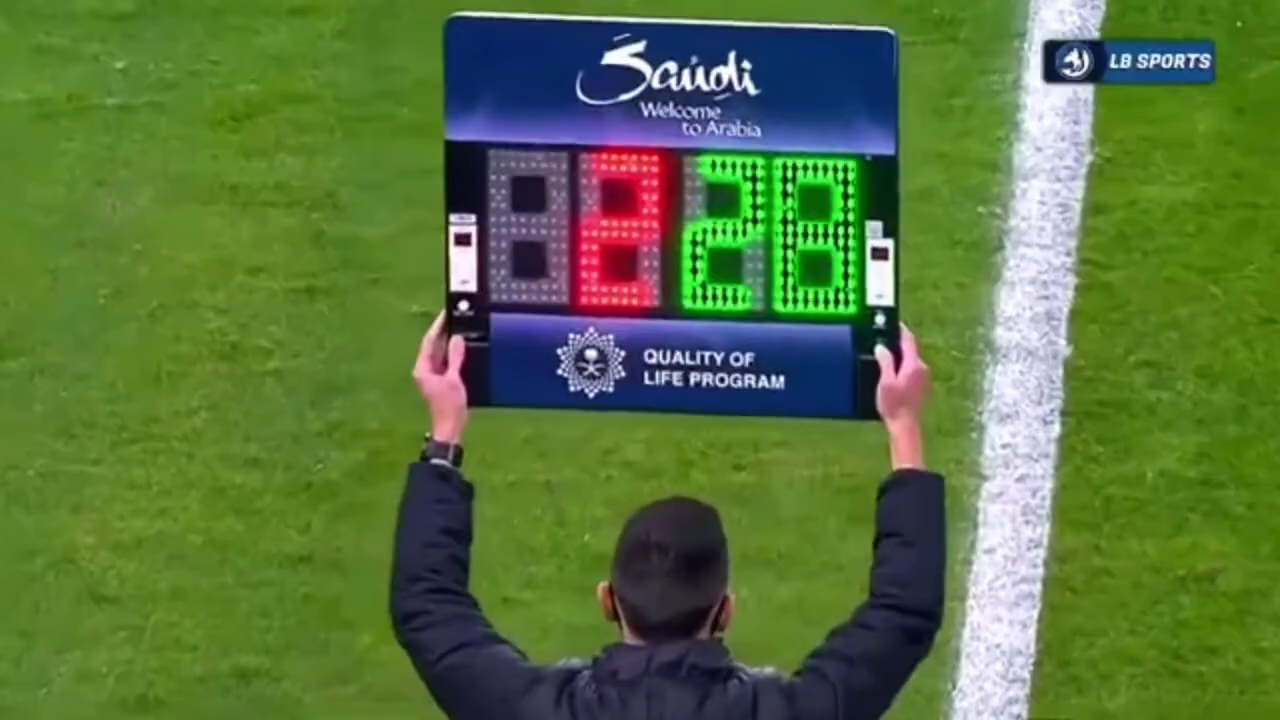 Saudi
Welcome
to Arabia
2 28
QUALITY OF
LIFE PROGRAM
LB SPORTS